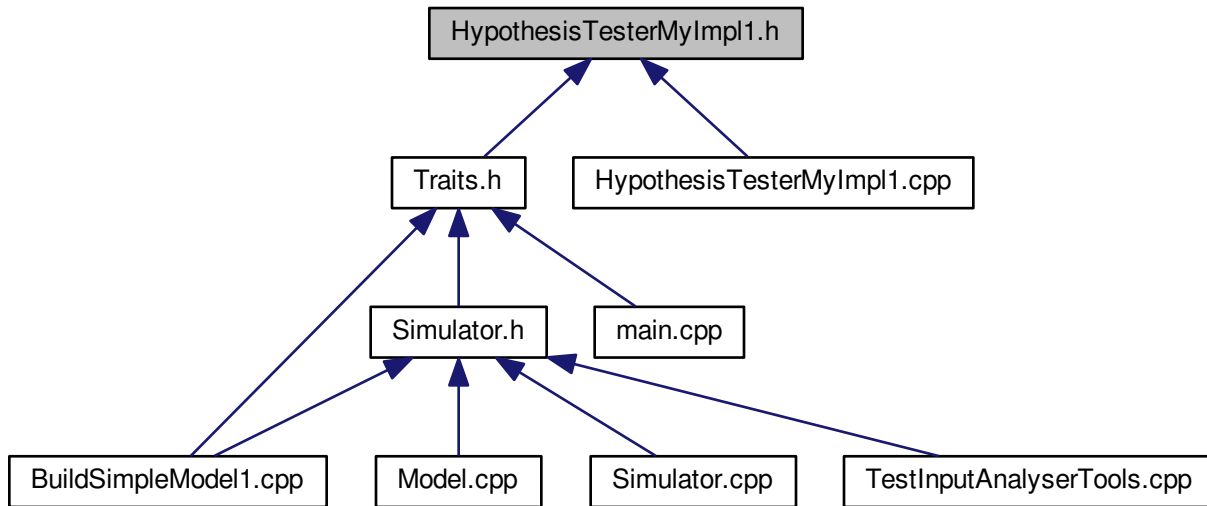 HypothesisTesterMyImpl1.h
Traits.h
HypothesisTesterMyImpl1.cpp
Simulator.h
main.cpp
BuildSimpleModel1.cpp
Model.cpp
Simulator.cpp
TestInputAnalyserTools.cpp